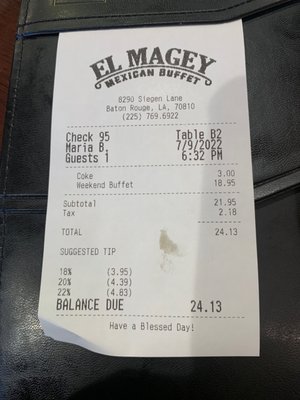 EL MAGEY
MEXICAN BUFFET
8290 Siegen Lane
Baton Rouge, LA, 70810
(225) 769.6922
Check 95 Table B2
Maria B. 7/9/2022
Guests 1 6:32 PM
Coke 3.00
Weekend Buffet 18.95
Subtotal 21.95
Tax 2.18
TOTAL 24.13
SUGGESTED TIP
18% (3.95)
20% (4.39)
22% (4.83)
BALANCE DUE 24.13
Have a Blessed Day!